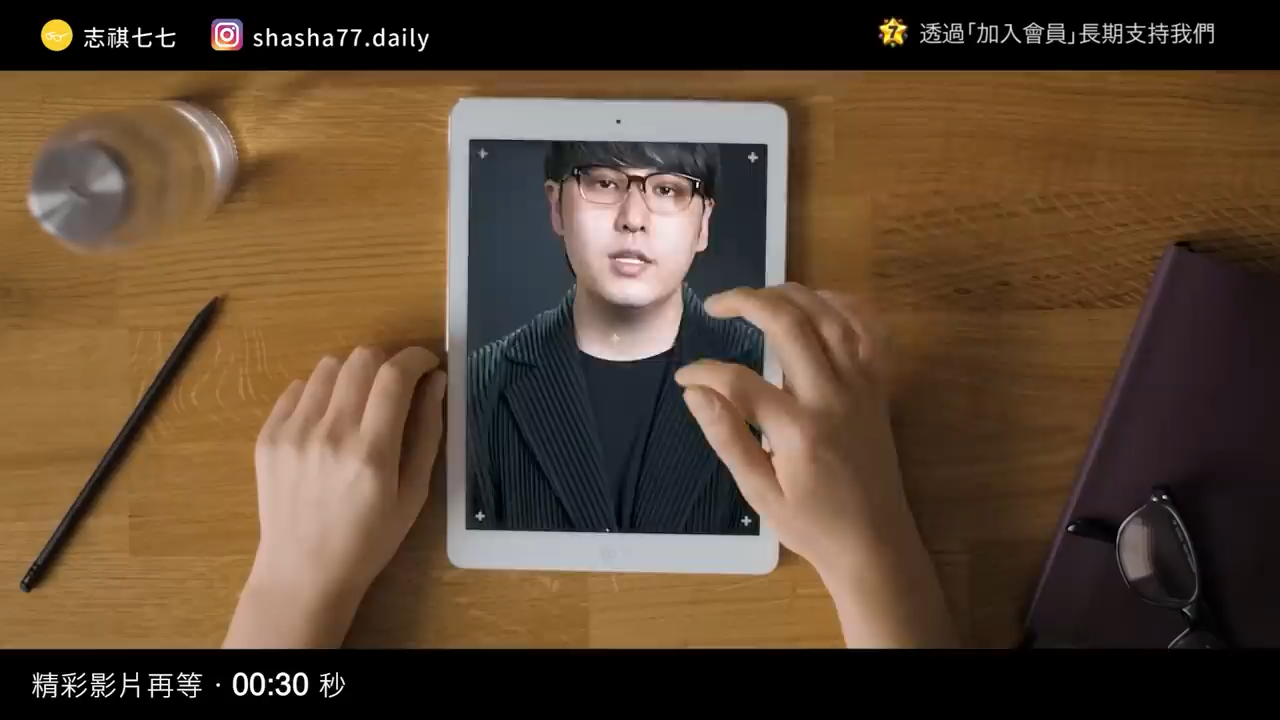 志祺七七
shasha77.daily
7
透過「加入會員」長期支持我們
精彩影片再等 · 00:30 秒